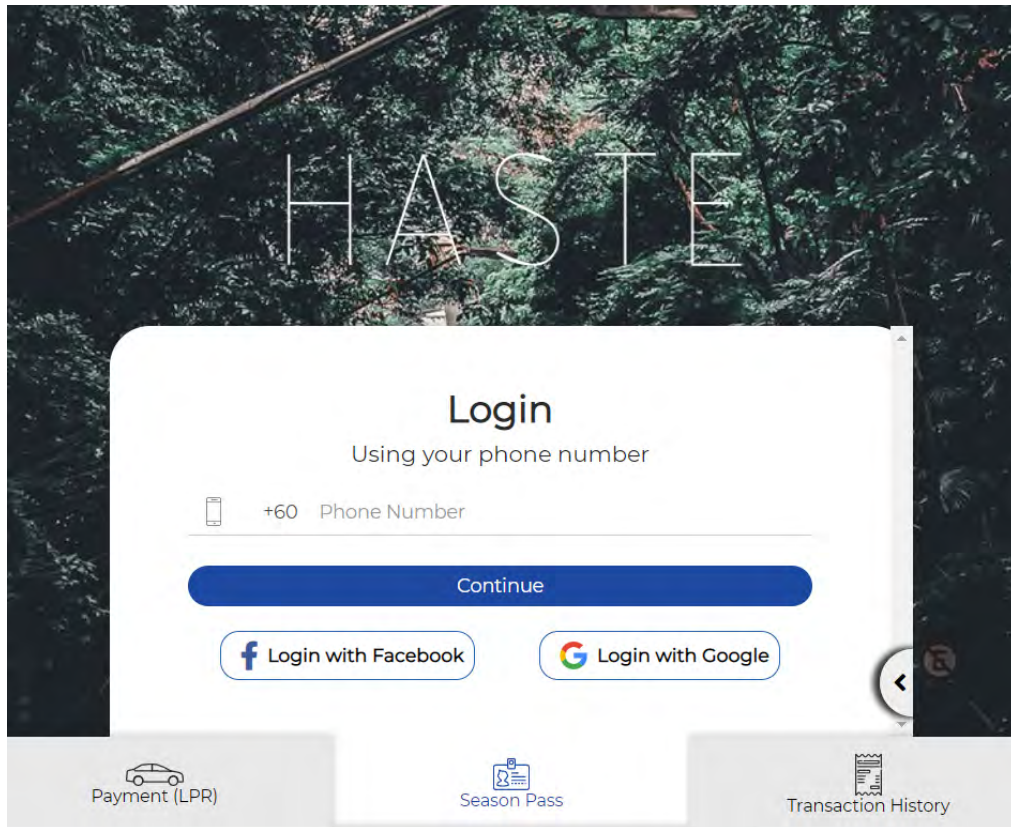 HASTE
Login
Using your phone number
+60 Phone Number
Continue
Login with Facebook
Login with Google
Payment (LPR)
Season Pass
Transaction History